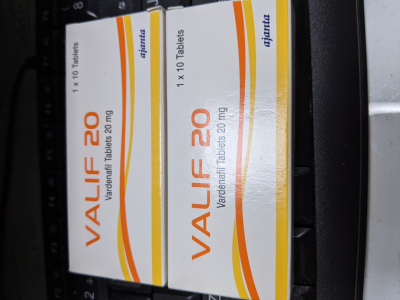 VALIF 20
Vardenafil Tablets 20 mg
1 x 10 Tablets
ajanta
VALIF 20
Vardenafil Tablets 20 mg
1 x 10 Tablets
ajanta